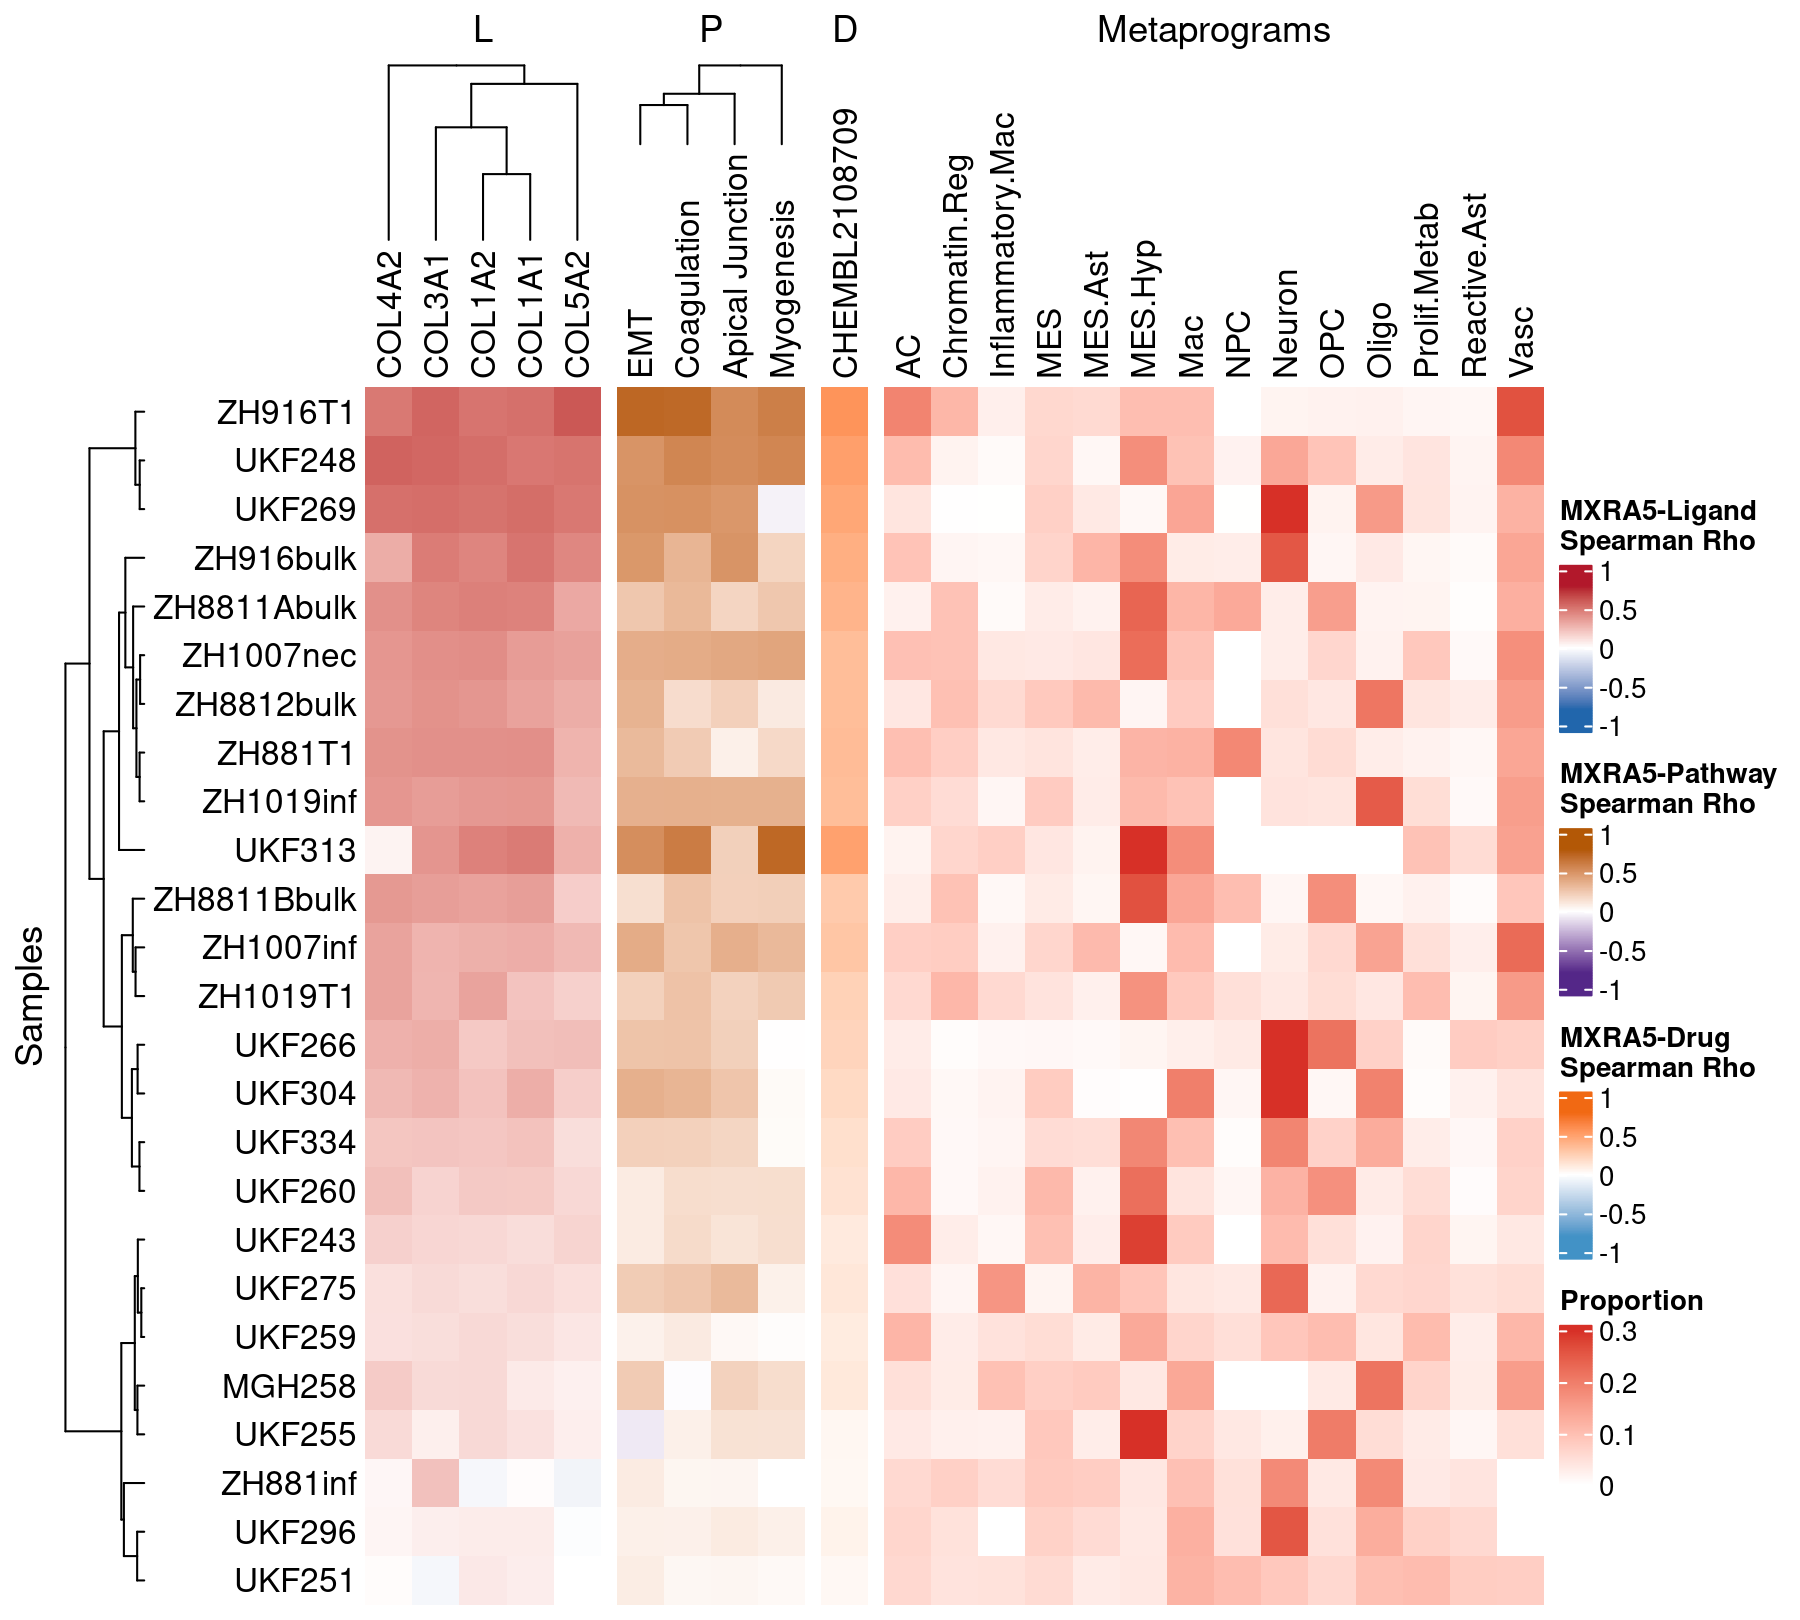 L P D Metaprograms
COL4A2 COL3A1 COL1A2 COL1A1 COL5A2 EMT Coagulation Apical Junction Myogenesis CHEMBL2108709 AC Chromatin.Reg Inflammatory.Mac MES MES.Ast MES.Hyp Mac NPC Neuron OPC Oligo Prolif.Metab Reactive.Ast Vasc
Samples
ZH916T1
UKF248
UKF269
ZH916bulk
ZH8811Abulk
ZH1007nec
ZH8812bulk
ZH881T1
ZH1019inf
UKF313
ZH8811Bbulk
ZH1007inf
ZH1019T1
UKF266
UKF304
UKF334
UKF260
UKF243
UKF275
UKF259
MGH258
UKF255
ZH881inf
UKF296
UKF251
MXRA5-Ligand
Spearman Rho
1
0.5
0
-0.5
-1
MXRA5-Pathway
Spearman Rho
1
0.5
0
-0.5
-1
MXRA5-Drug
Spearman Rho
1
0.5
0
-0.5
-1
Proportion
0.3
0.2
0.1
0